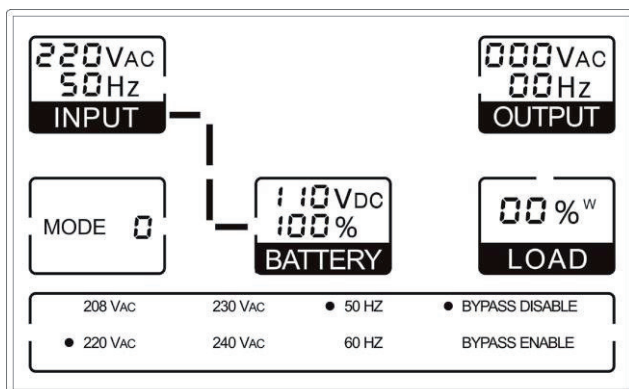 220VAC
50Hz
INPUT
000VAC
00Hz
OUTPUT
MODE 0
110VDC
100%
BATTERY
00%W
LOAD
208 VAC 230 VAC ● 50 HZ ● BYPASS DISABLE
● 220 VAC 240 VAC 60 HZ BYPASS ENABLE